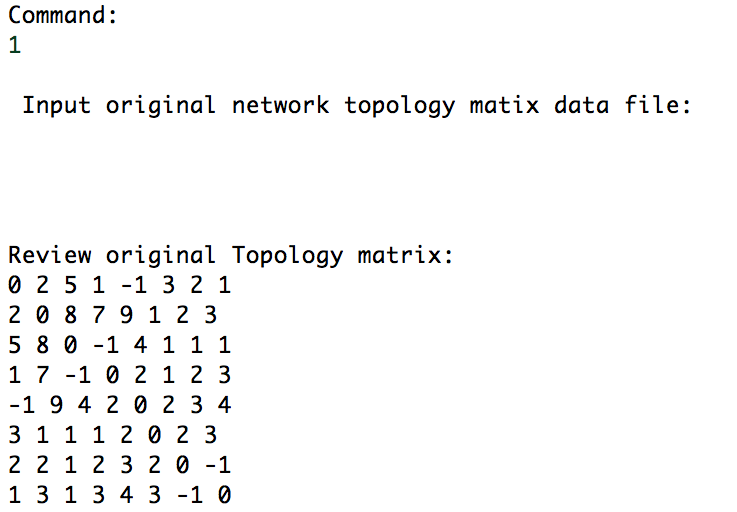 Command:
1
Input original network topology matix data file:
Review original Topology matrix:
0 2 5 1 -1 3 2 1
2 0 8 7 9 1 2 3
5 8 0 -1 4 1 1 1
1 7 -1 0 2 1 2 3
-1 9 4 2 0 2 3 4
3 1 1 1 2 0 2 3
2 2 1 2 3 2 0 -1
1 3 1 3 4 3 -1 0